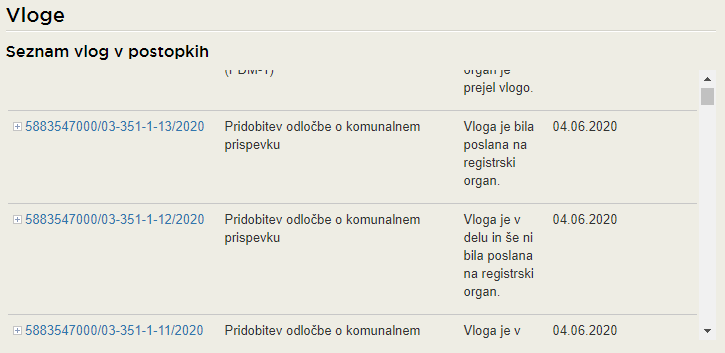 Vloge
Seznam vlog v postopkih
(PDM-1) organ je
prejel vlogo.
5883547000/03-351-1-13/2020 Pridobitev odločbe o komunalnem Vloga je bila 04.06.2020
prispevku poslana na
registrski
organ.
5883547000/03-351-1-12/2020 Pridobitev odločbe o komunalnem Vloga je v 04.06.2020
prispevku delu in še ni
bila poslana
na registrski
organ.
5883547000/03-351-1-11/2020 Pridobitev odločbe o komunalnem Vloga je v 04.06.2020